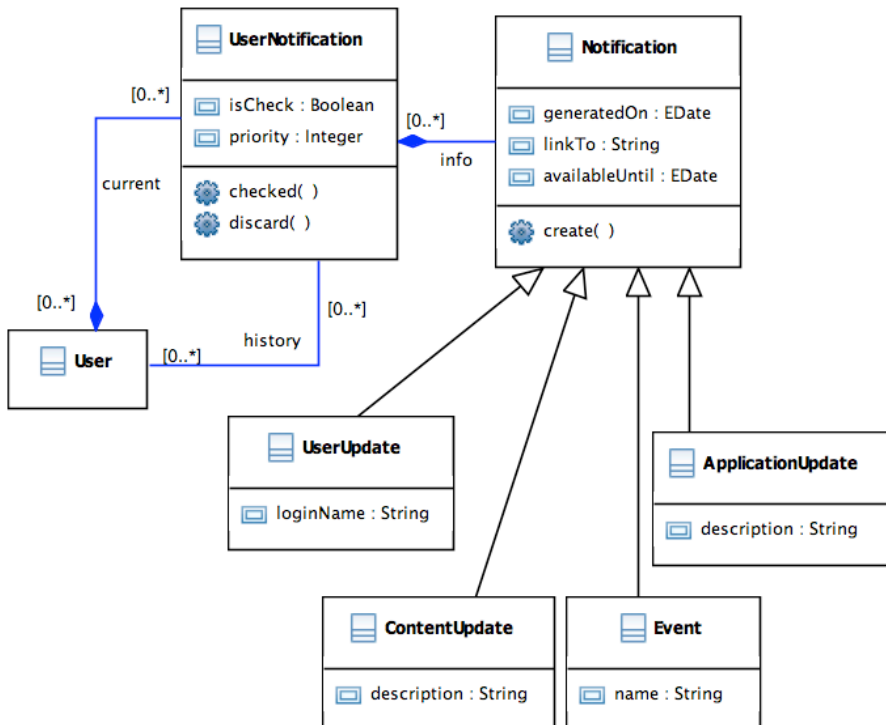 UserNotification
isCheck : Boolean
priority : Integer
checked( )
discard( )
Notification
generatedOn : EDate
linkTo : String
availableUntil : EDate
create( )
[0..*]
[0..*]
info
current
[0..*]
[0..*]
history
[0..*]
User
UserUpdate
loginName : String
ApplicationUpdate
description : String
ContentUpdate
description : String
Event
name : String